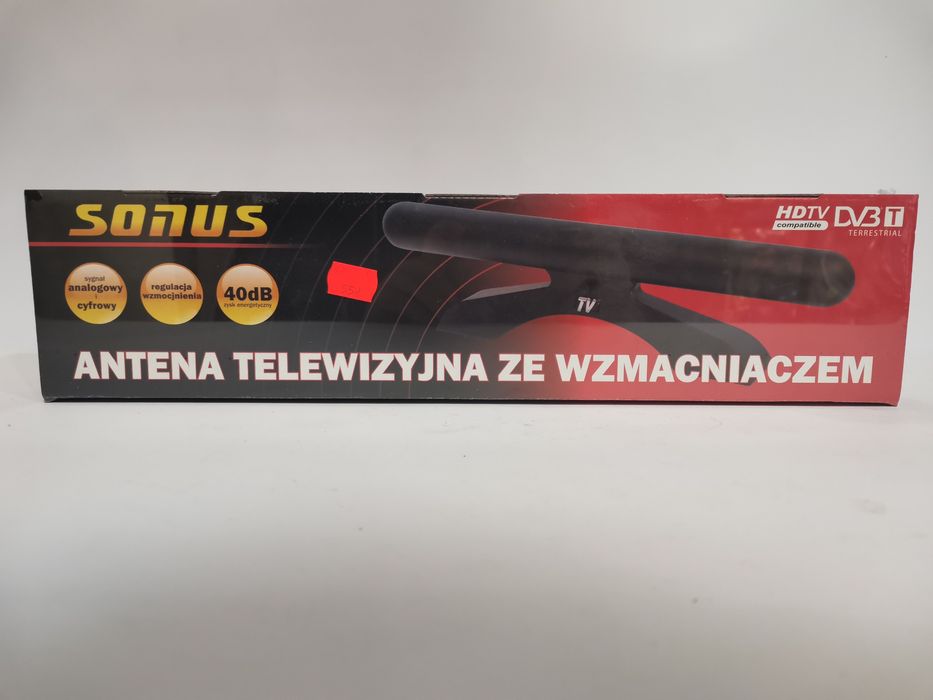 SONUS
HDTV
compatible
DVB T
TERRESTRIAL
sygnał
analogowy
i
cyfrowy
regulacja
wzmocnienia
40dB
zysk energetyczny
TV
ANTENA TELEWIZYJNA ZE WZMACNIACZEM